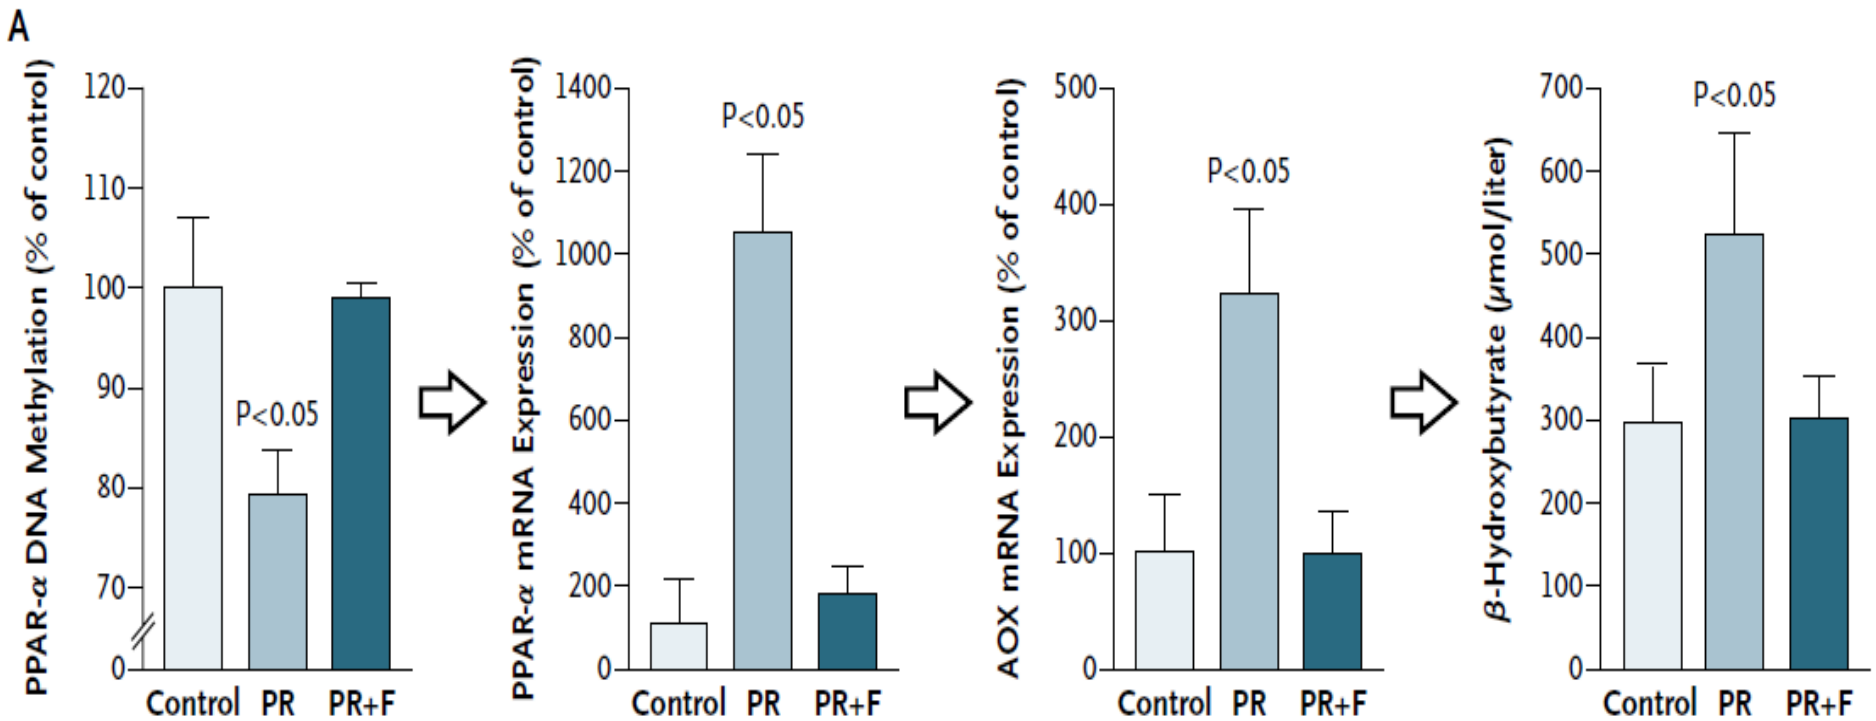 A
PPAR-α DNA Methylation (% of control)
120
110
100
90
80
70
0
P<0.05
Control PR PR+F
PPAR-α mRNA Expression (% of control)
1400
1200
1000
800
600
400
200
0
P<0.05
Control PR PR+F
AOX mRNA Expression (% of control)
500
400
300
200
100
0
P<0.05
Control PR PR+F
β-Hydroxybutyrate (μmol/liter)
700
600
500
400
300
200
100
0
P<0.05
Control PR PR+F